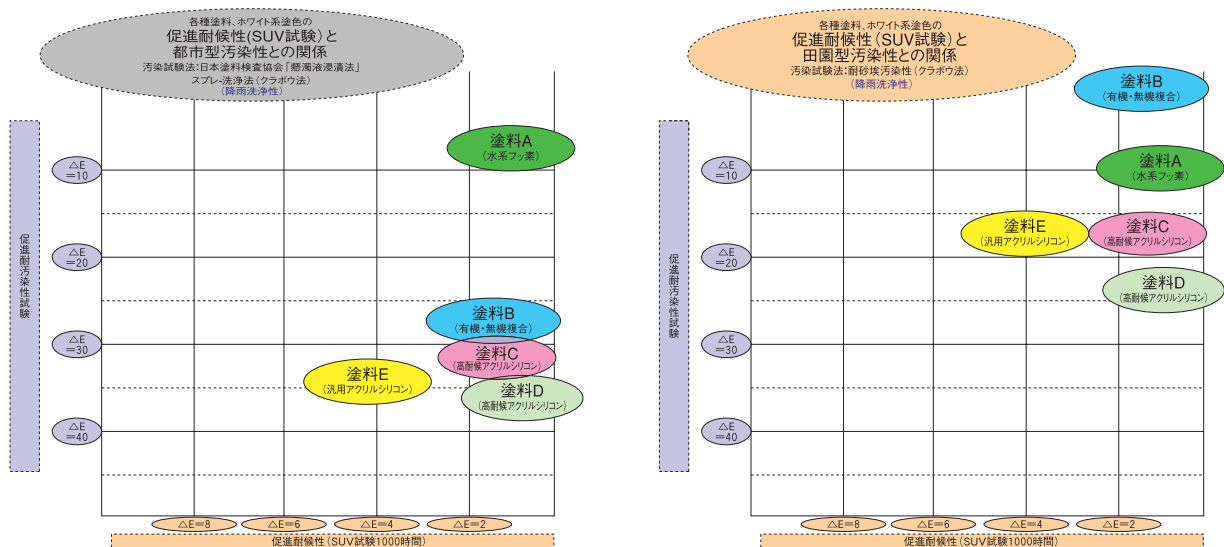 各種塗料、ホワイト系塗色の
促進耐候性(SUV試験)と
都市型汚染性との関係
汚染試験法:日本塗料検査協会「懸濁液浸漬法」
スプレー洗浄法(クラボウ法)
(降雨洗浄性)
促進耐汚染性試験
△E
=10
△E
=20
△E
=30
△E
=40
塗料A
(水系フッ素)
塗料B
(有機・無機複合)
塗料C
(高耐候アクリルシリコン)
塗料E
(汎用アクリルシリコン)
塗料D
(高耐候アクリルシリコン)
△E=8
△E=6
△E=4
△E=2
促進耐候性(SUV試験1000時間)
各種塗料、ホワイト系塗色の
促進耐候性(SUV試験)と
田園型汚染性との関係
汚染試験法:耐砂埃汚染性(クラボウ法)
(降雨洗浄性)
促進耐汚染性試験
△E
=10
△E
=20
△E
=30
△E
=40
塗料B
(有機・無機複合)
塗料A
(水系フッ素)
塗料E
(汎用アクリルシリコン)
塗料C
(高耐候アクリルシリコン)
塗料D
(高耐候アクリルシリコン)
△E=8
△E=6
△E=4
△E=2
促進耐候性(SUV試験1000時間)